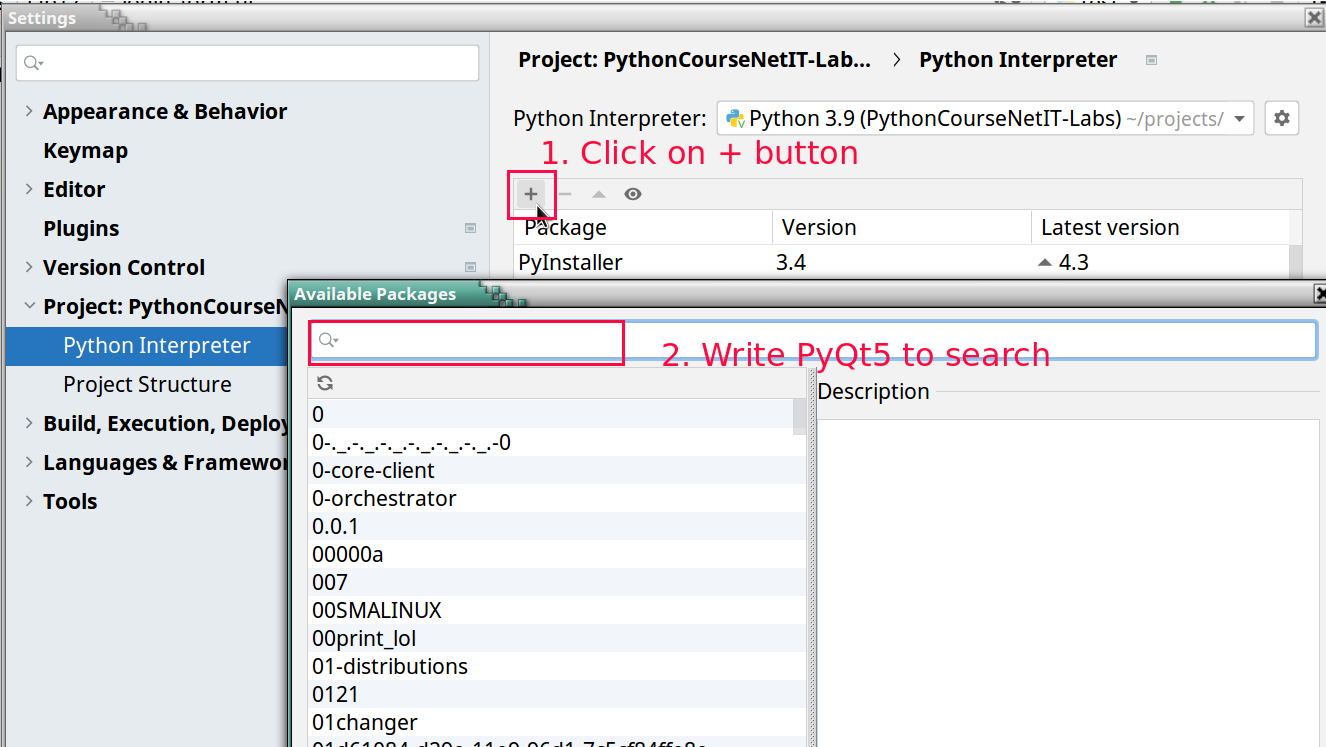 Settings
Project: PythonCourseNetIT-Lab... > Python Interpreter
Appearance & Behavior
Python Interpreter: Python 3.9 (PythonCourseNetIT-Labs) ~/projects/
Keymap
1. Click on + button
Editor
Plugins
Package Version Latest version
Version Control
PyInstaller 3.4 4.3
Project: PythonCourseN
Available Packages
Python Interpreter
2. Write PyQt5 to search
Project Structure
Description
Build, Execution, Deploy
Languages & Framewor
Tools
0
0-._.-._.-._.-._.-._.-._.-._.-0
0-core-client
0-orchestrator
0.0.1
00000a
007
00SMALINUX
00print_lol
01-distributions
0121
01changer